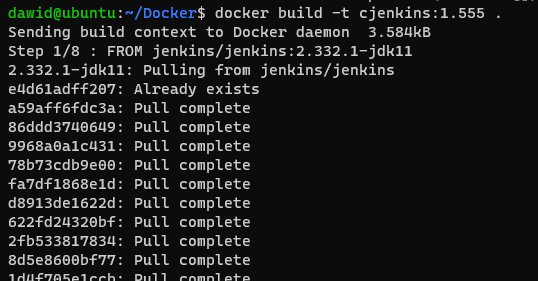 dawid@ubuntu:~/Docker$ docker build -t cjenkins:1.555 .
Sending build context to Docker daemon  3.584kB
Step 1/8 : FROM jenkins/jenkins:2.332.1-jdk11
2.332.1-jdk11: Pulling from jenkins/jenkins
e4d61adff207: Already exists
a59aff6fdc3a: Pull complete
86ddd3740649: Pull complete
9968a0a1c431: Pull complete
78b73cdb9e00: Pull complete
fa7df1868e1d: Pull complete
d8913de1622d: Pull complete
622fd24320bf: Pull complete
2fb533817834: Pull complete
8d5e8600bf77: Pull complete
1d4f705e1ccb: Pull complete